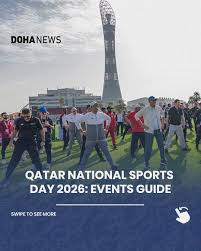 DOHA NEWS
QATAR NATIONAL SPORTS
DAY 2026: EVENTS GUIDE
SWIPE TO SEE MORE